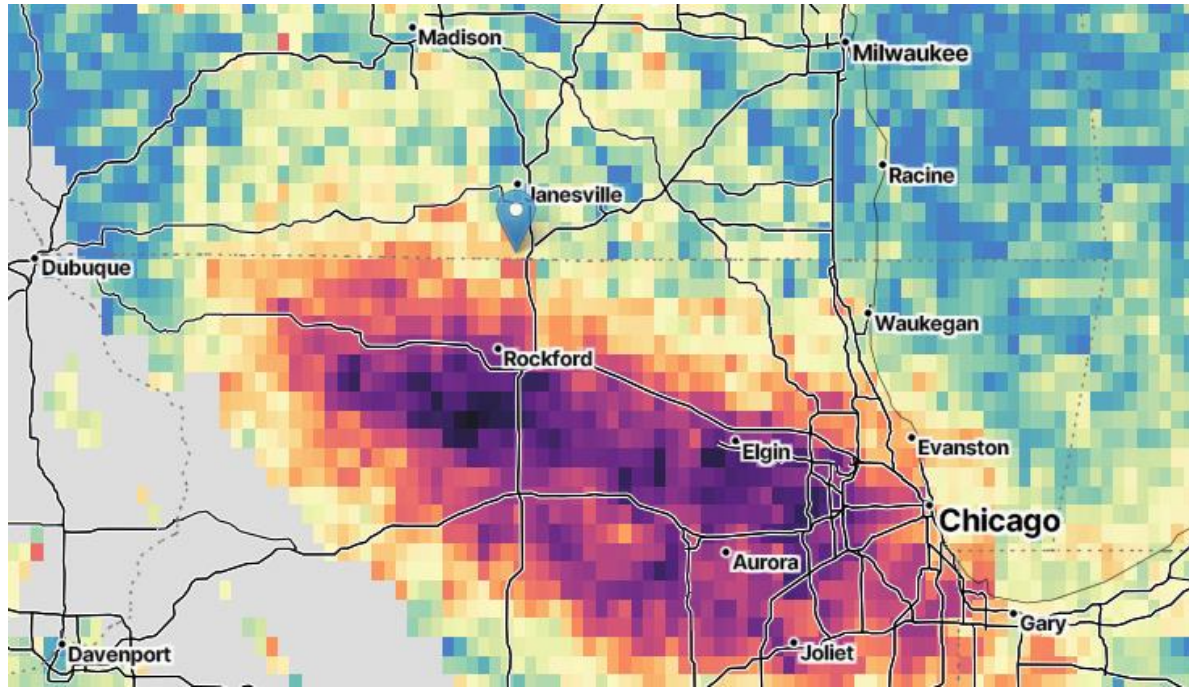 Madison
Milwaukee
Racine
Janesville
Dubuque
Waukegan
Rockford
Elgin
Evanston
Chicago
Aurora
Gary
Joliet
Davenport